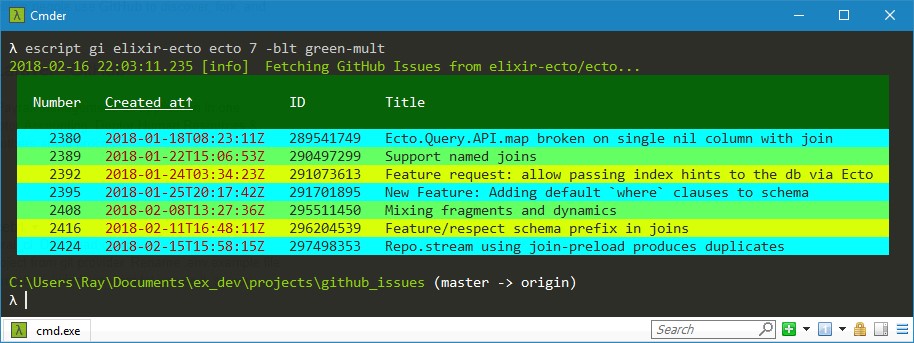 Cmder
λ escript gi elixir-ecto ecto 7 -blt green-mult
2018-02-16 22:03:11.235 [info]  Fetching GitHub Issues from elixir-ecto/ecto...
Number Created at↑ ID Title
2380 2018-01-18T08:23:11Z 289541749 Ecto.Query.API.map broken on single nil column with join
2389 2018-01-22T15:06:53Z 290497299 Support named joins
2392 2018-01-24T03:34:23Z 291073613 Feature request: allow passing index hints to the db via Ecto
2395 2018-01-25T20:17:42Z 291701895 New Feature: Adding default `where` clauses to schema
2408 2018-02-08T13:27:36Z 295511450 Mixing fragments and dynamics
2416 2018-02-11T16:48:11Z 296204539 Feature/respect schema prefix in joins
2424 2018-02-15T15:58:15Z 297498353 Repo.stream using join-preload produces duplicates
C:\Users\Ray\Documents\ex_dev\projects\github_issues (master -> origin)
λ
cmd.exe Search